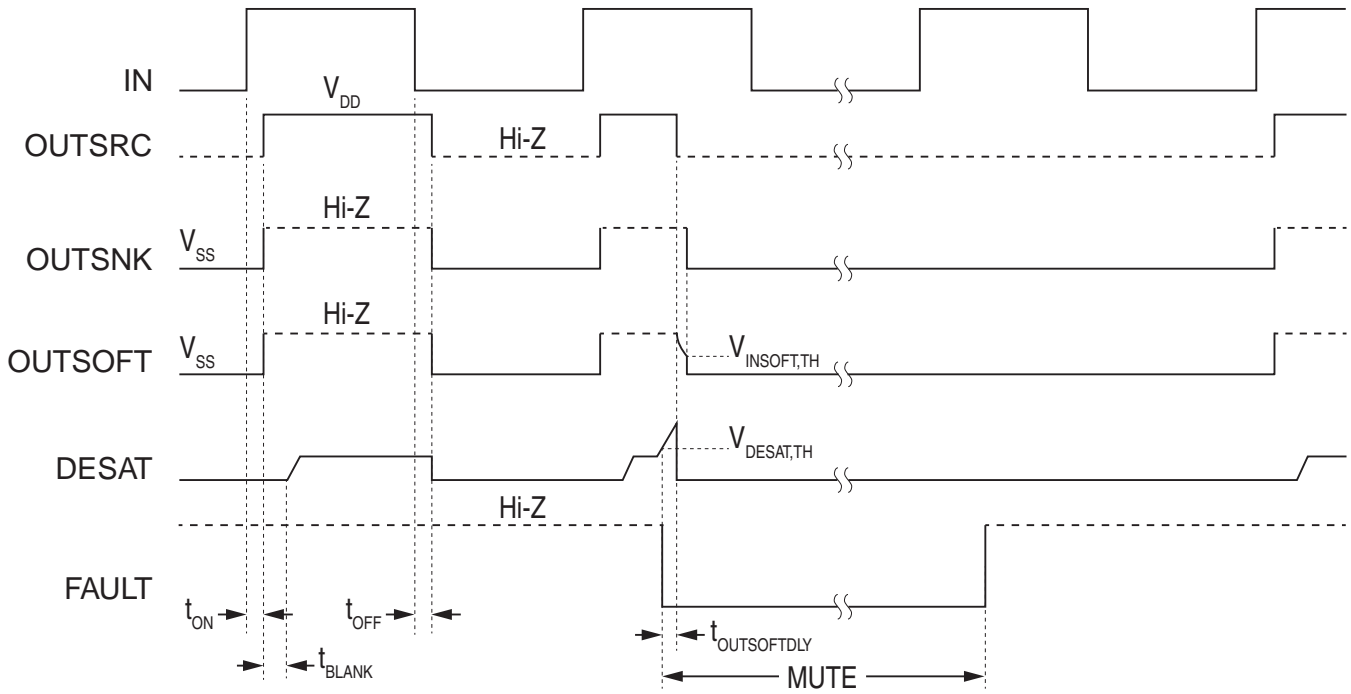 IN
V_DD
OUTSRC
Hi-Z
Hi-Z
OUTSNK
V_SS
Hi-Z
OUTSOFT
V_SS
V_INSOFT,TH
DESAT
V_DESAT,TH
Hi-Z
FAULT
t_ON
t_OFF
t_OUTSOFTDLY
t_BLANK
MUTE